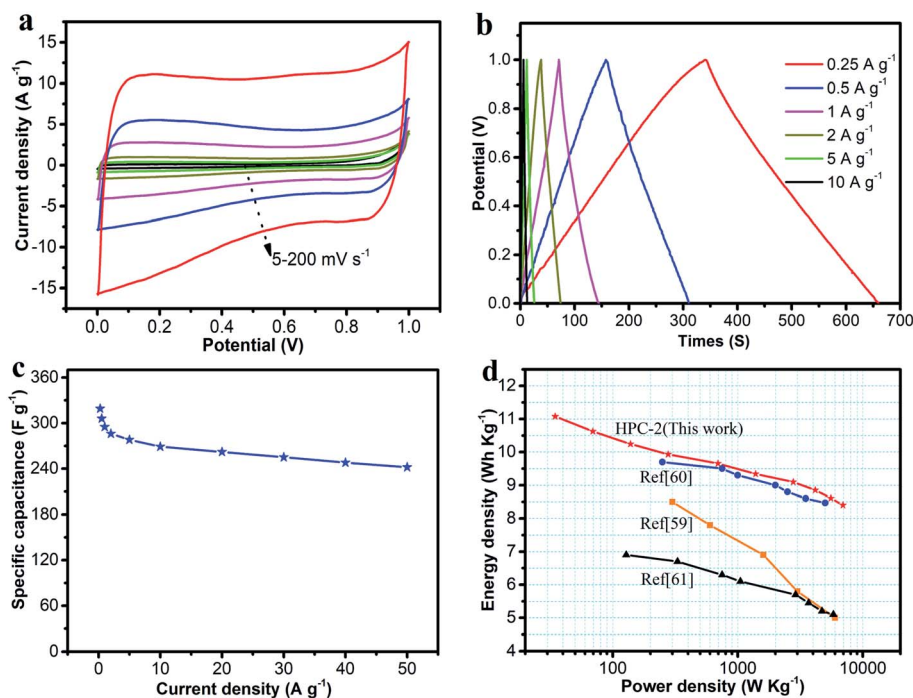 a
Current density (A g⁻¹)
15
10
5
0
-5
-10
-15
5-200 mV s⁻¹
0.0 0.2 0.4 0.6 0.8 1.0
Potential (V)
b
Potential (V)
1.0
0.8
0.6
0.4
0.2
0.0
0.25 A g⁻¹
0.5 A g⁻¹
1 A g⁻¹
2 A g⁻¹
5 A g⁻¹
10 A g⁻¹
0 100 200 300 400 500 600 700
Times (S)
c
Specific capacitance (F g⁻¹)
360
300
240
180
120
60
0
0 10 20 30 40 50
Current density (A g⁻¹)
d
Energy density (Wh Kg⁻¹)
12
11
10
9
8
7
6
5
4
HPC-2(This work)
Ref[60]
Ref[59]
Ref[61]
100 1000 10000
Power density (W Kg⁻¹)